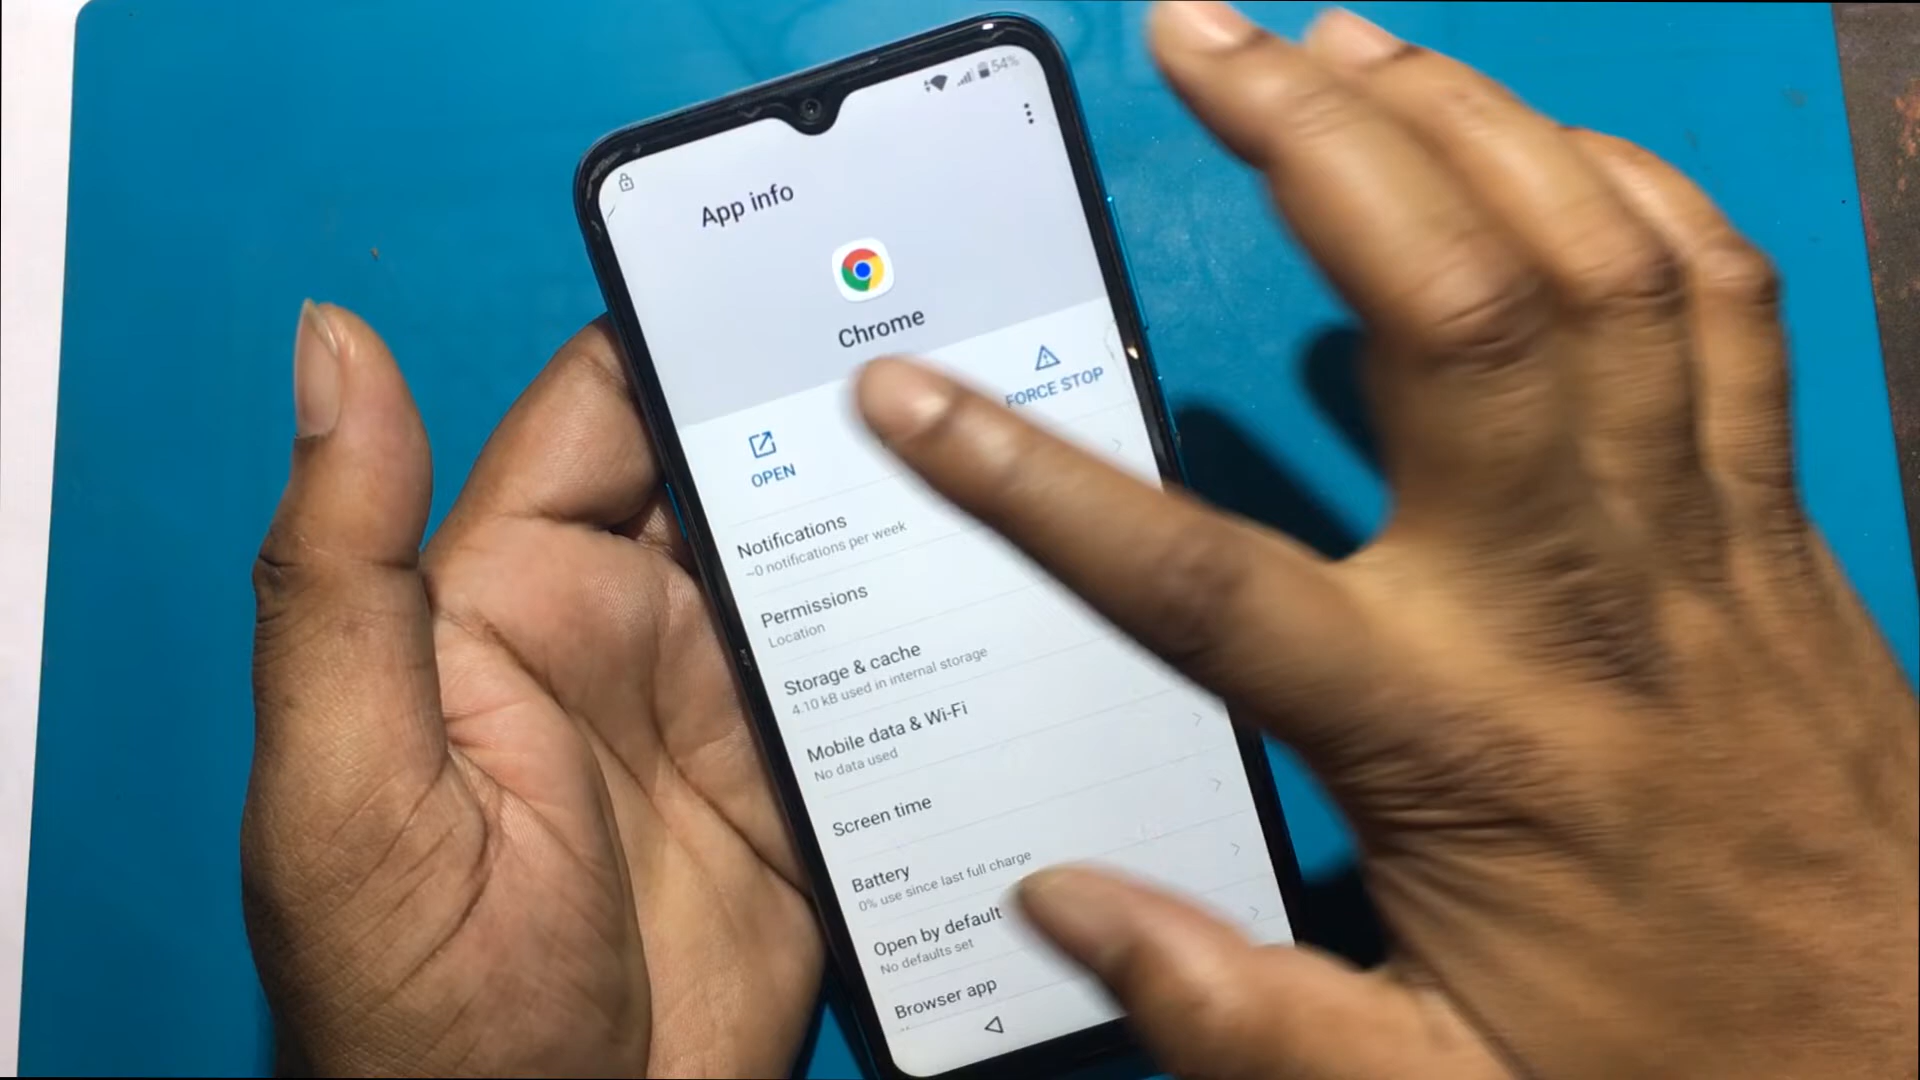 54%
App info
Chrome
OPEN
FORCE STOP
Notifications
~0 notifications per week
Permissions
Location
Storage & cache
4.10 kB used in internal storage
Mobile data & Wi-Fi
No data used
Screen time
Battery
0% use since last full charge
Open by default
No defaults set
Browser app